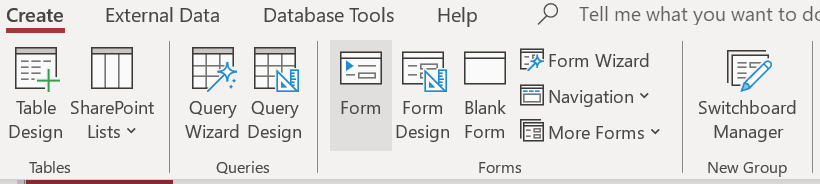 Create External Data Database Tools Help Tell me what you want to
Table Design
SharePoint Lists
Query Wizard
Query Design
Form
Form Design
Blank Form
Form Wizard
Navigation
More Forms
Switchboard Manager
Tables
Queries
Forms
New Group